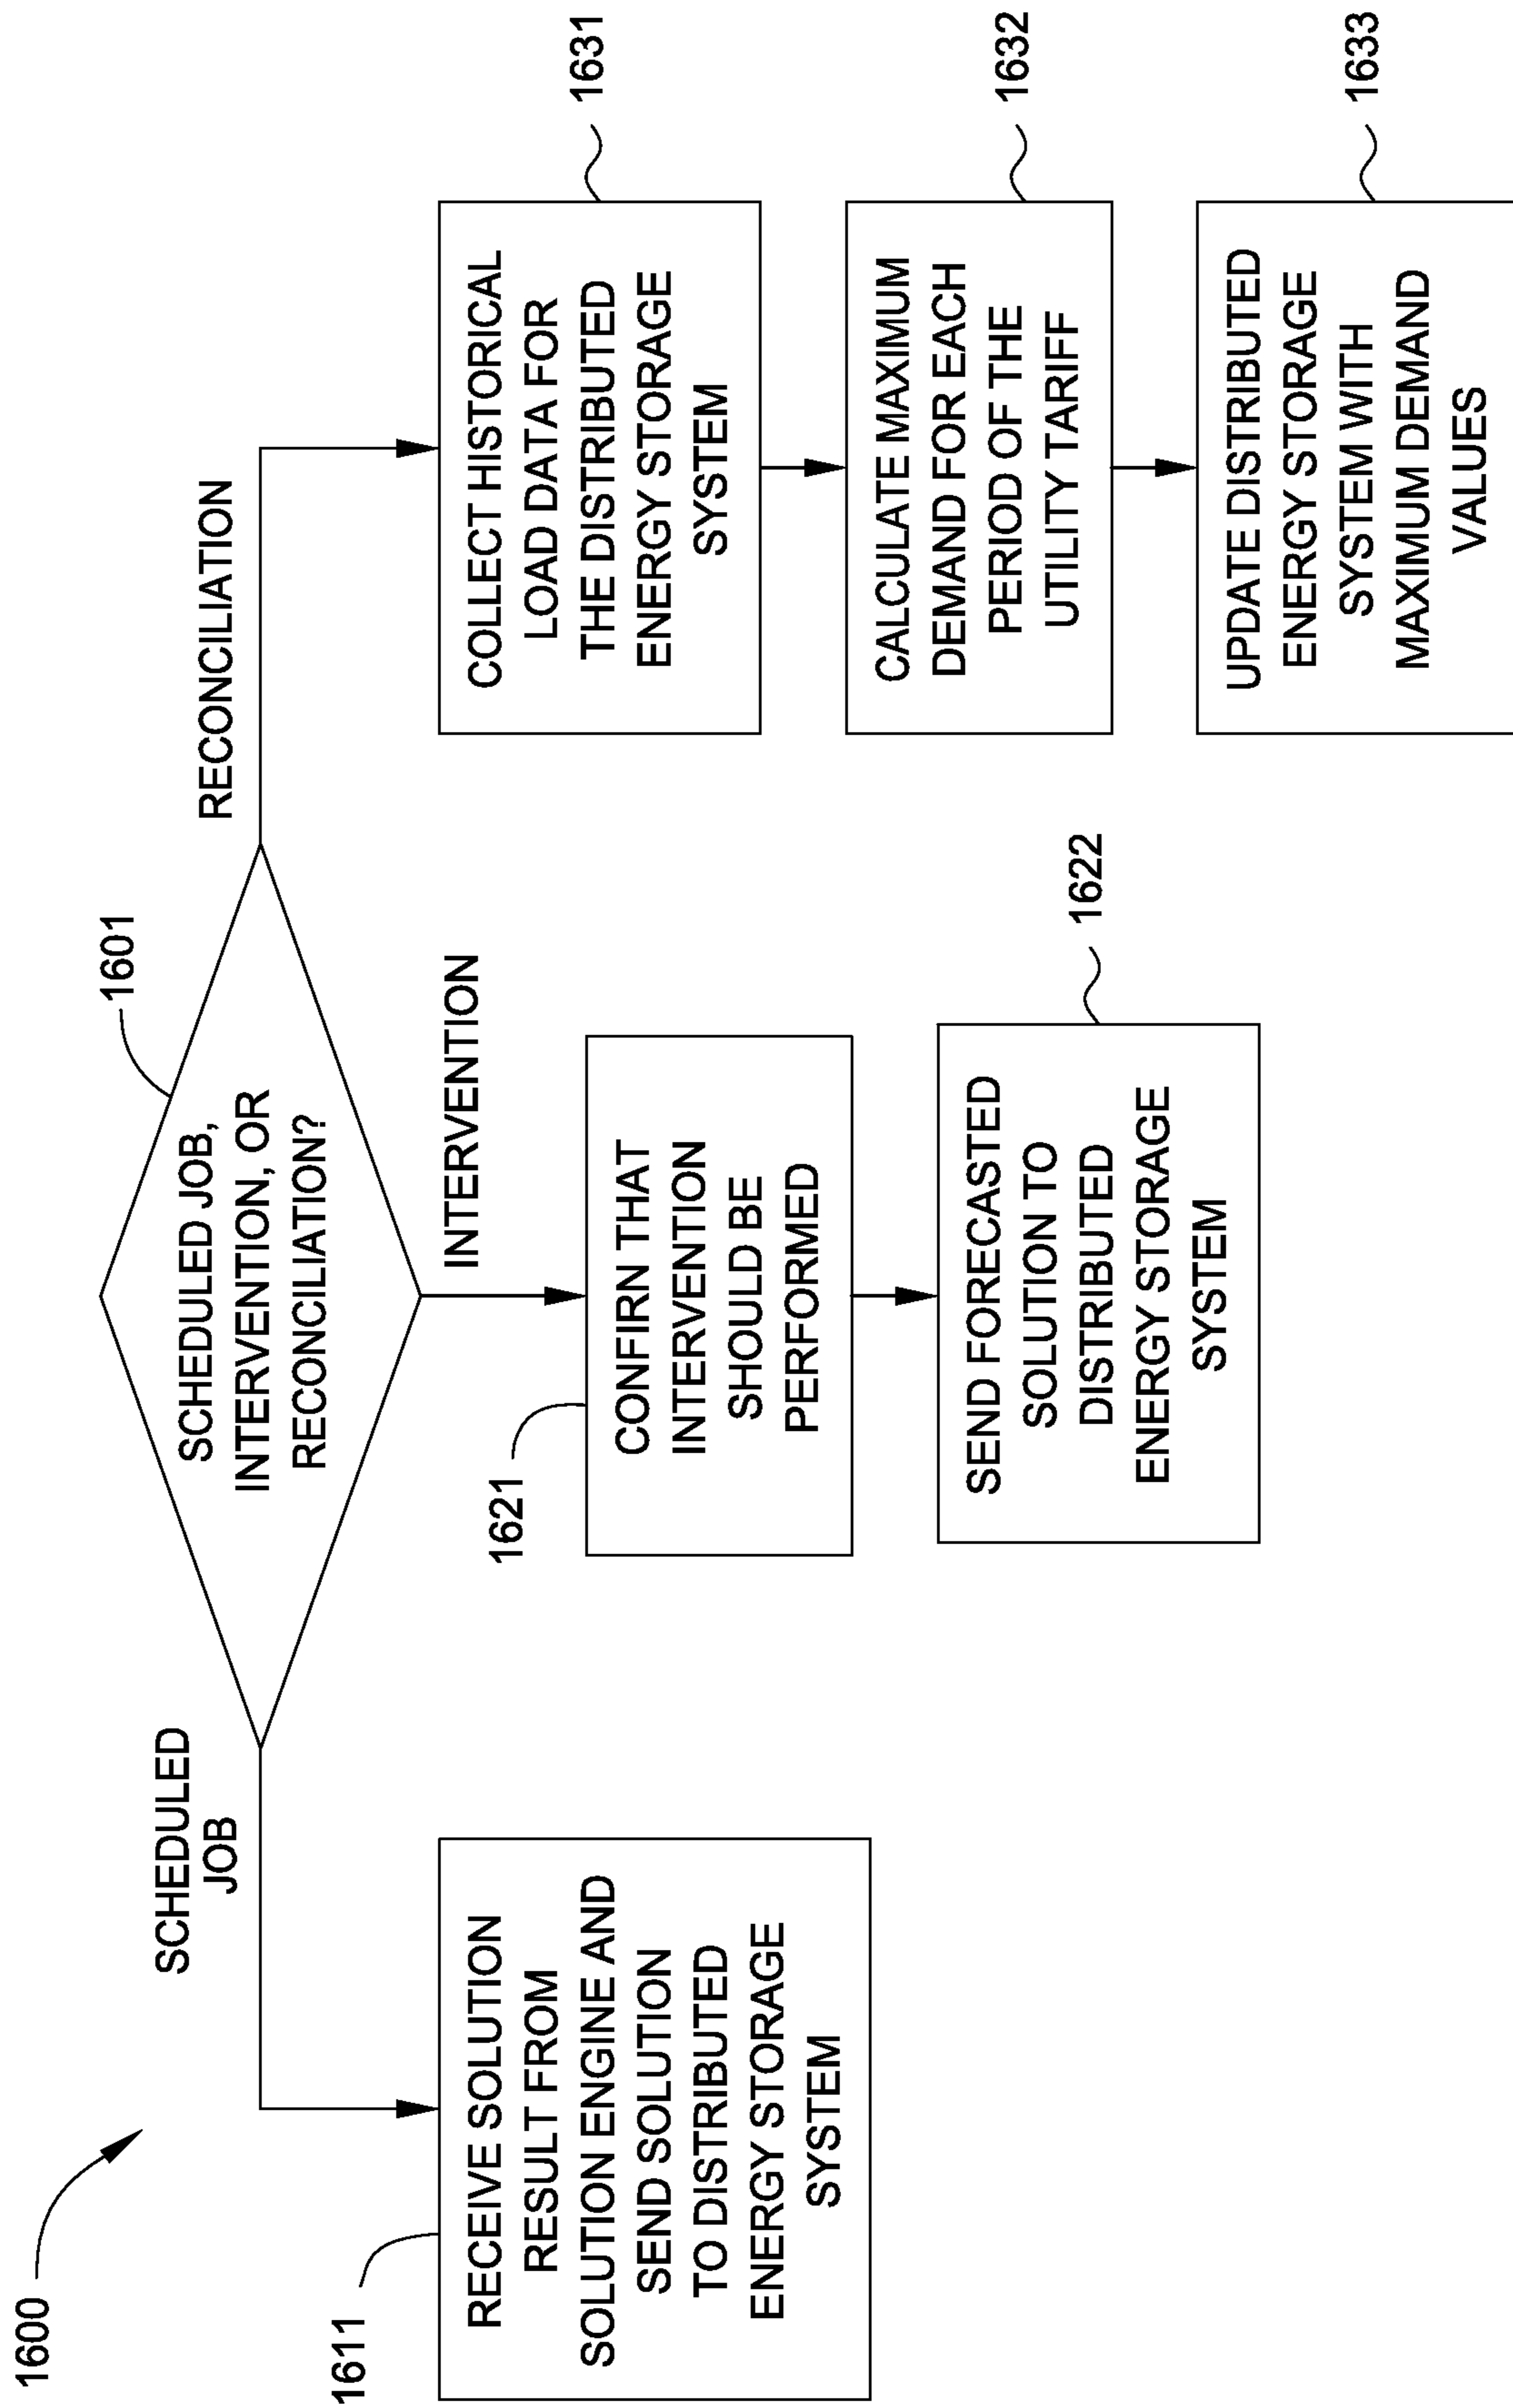 1600
1601
SCHEDULED JOB,
INTERVENTION, OR
RECONCILIATION?
SCHEDULED
JOB
1611
RECEIVE SOLUTION
RESULT FROM
SOLUTION ENGINE AND
SEND SOLUTION
TO DISTRIBUTED
ENERGY STORAGE
SYSTEM
INTERVENTION
1621
CONFIRM THAT
INTERVENTION
SHOULD BE
PERFORMED
SEND FORECASTED
SOLUTION TO
DISTRIBUTED
ENERGY STORAGE
SYSTEM
1622
RECONCILIATION
COLLECT HISTORICAL
LOAD DATA FOR
THE DISTRIBUTED
ENERGY STORAGE
SYSTEM
1631
CALCULATE MAXIMUM
DEMAND FOR EACH
PERIOD OF THE
UTILITY TARIFF
1632
UPDATE DISTRIBUTED
ENERGY STORAGE
SYSTEM WITH
MAXIMUM DEMAND
VALUES
1633